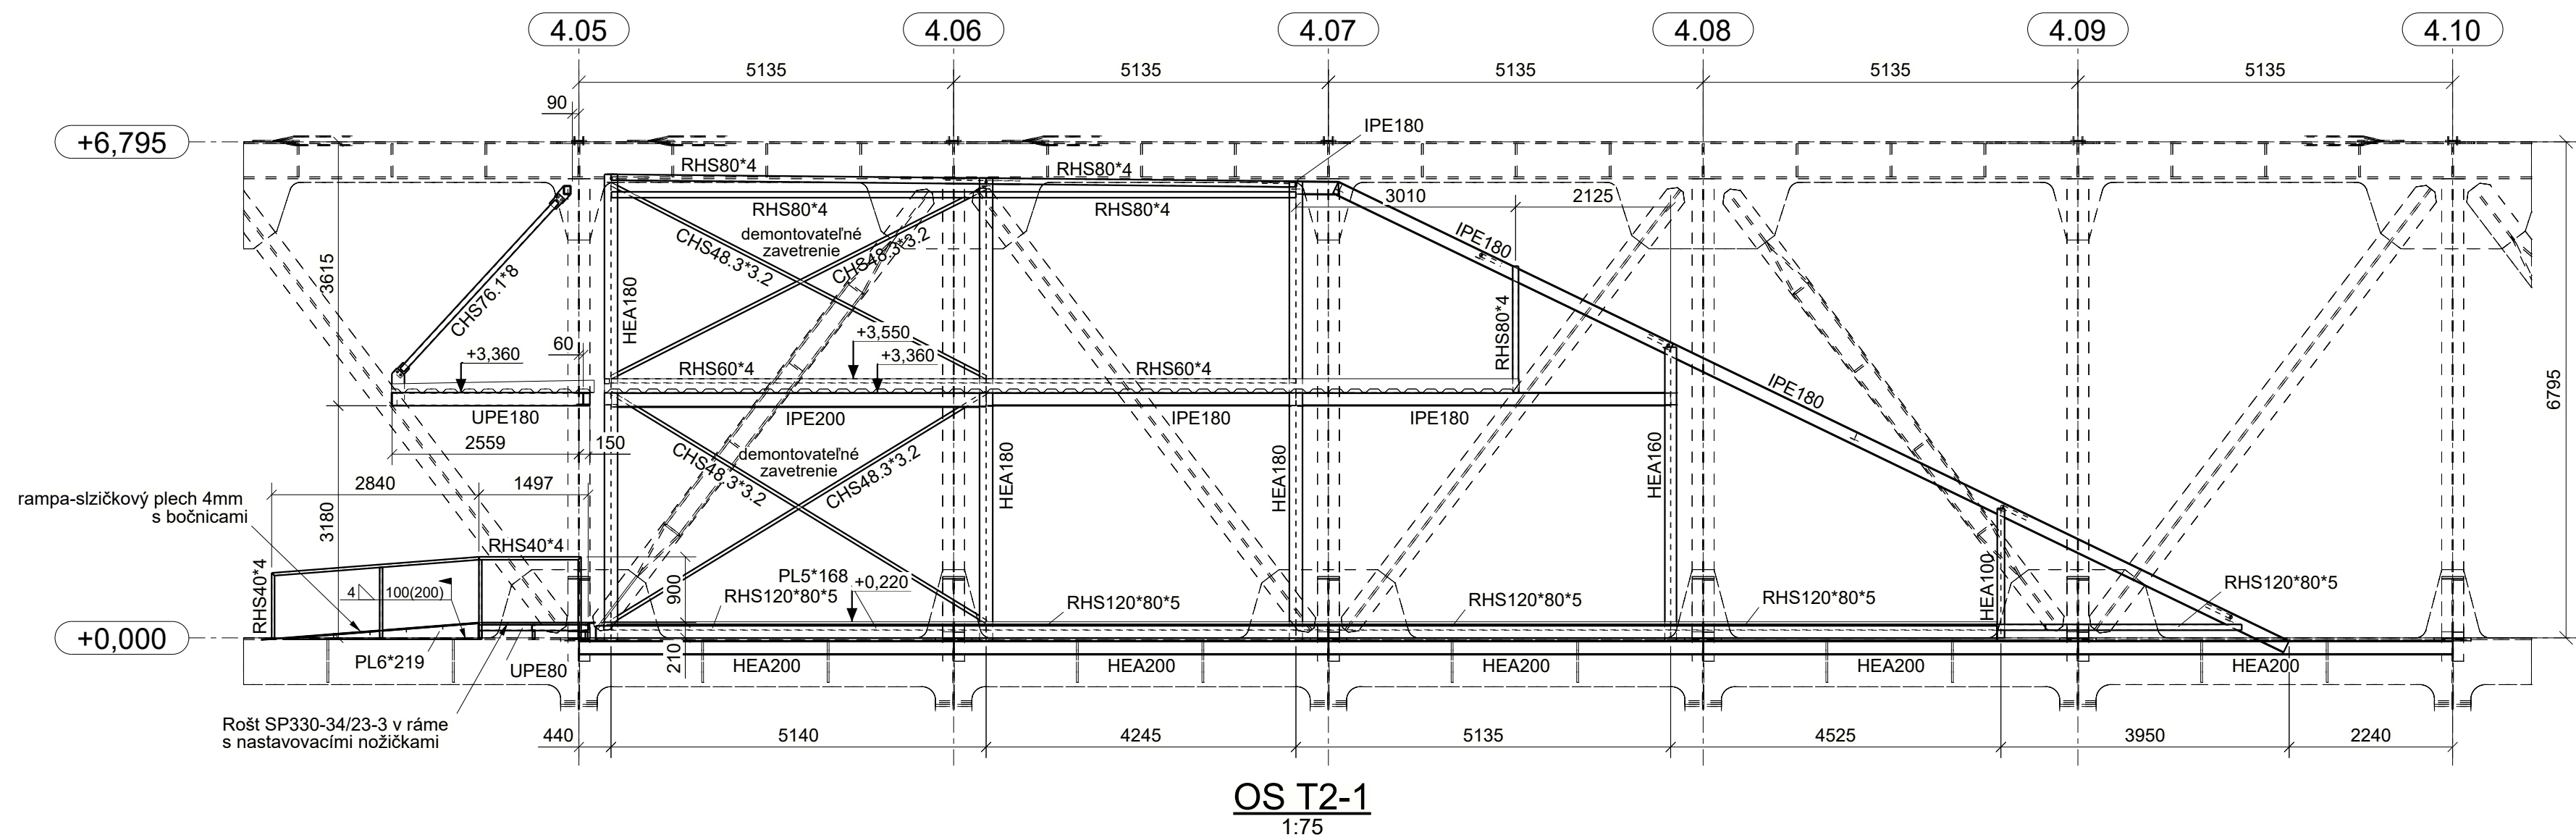 4.05 4.06 4.07 4.08 4.09 4.10
5135 5135 5135 5135 5135
90
+6,795
IPE180
RHS80*4 RHS80*4
3010 2125
RHS80*4 RHS80*4
demontovateľné
zavetrenie
CHS48.3*3.2 CHS48.3*3.2
IPE180
3615
CHS76.1*8
HEA180
RHS80*4
+3,550
60
+3,360 +3,360
RHS60*4 RHS60*4
IPE180
6795
UPE180 IPE200 IPE180 IPE180
2559 150
demontovateľné
zavetrenie
CHS48.3*3.2 CHS48.3*3.2
HEA180 HEA180 HEA160
2840 1497
rampa-slzičkový plech 4mm
s bočnicami
3180
RHS40*4
RHS40*4
4 100(200)
900
PL5*168 +0,220
RHS120*80*5 RHS120*80*5 RHS120*80*5 RHS120*80*5
HEA100
RHS120*80*5
+0,000
PL6*219
UPE80
210
HEA200 HEA200 HEA200 HEA200 HEA200
Rošt SP330-34/23-3 v ráme
s nastavovacími nožičkami
440 5140 4245 5135 4525 3950 2240
OS T2-1
1:75